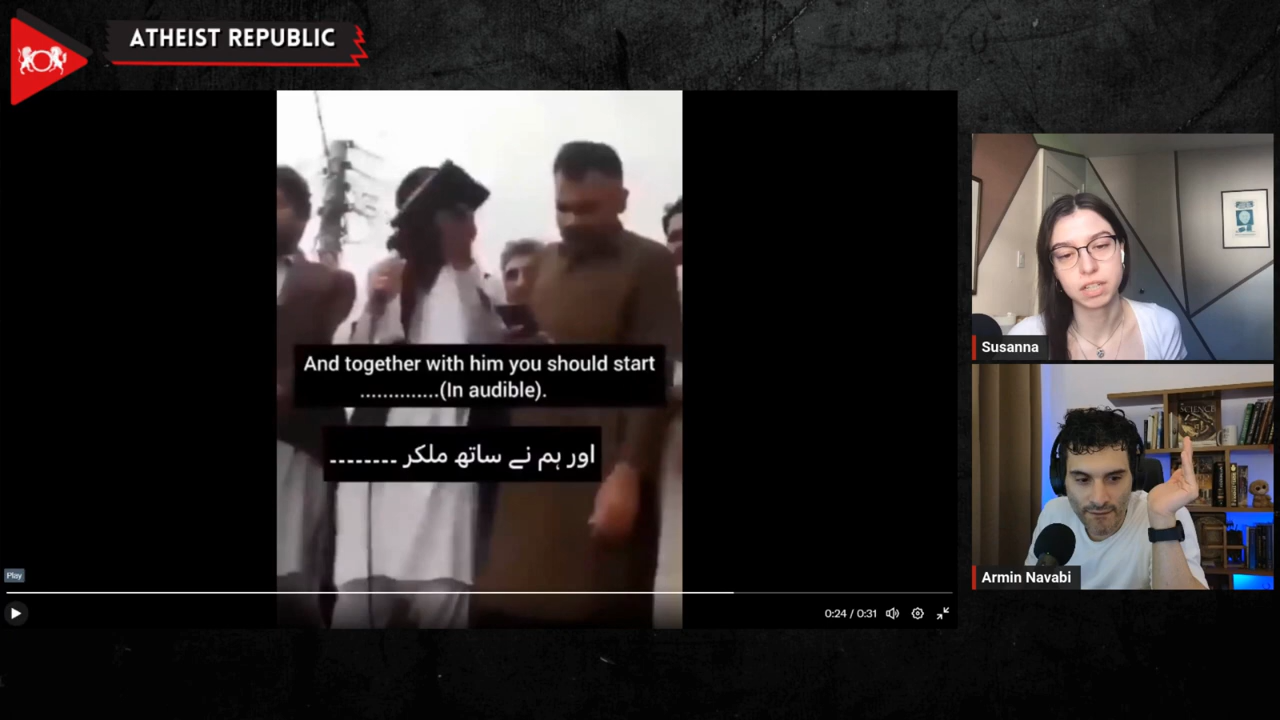 ATHEIST REPUBLIC
And together with him you should start
..............(In audible).
اور ہم نے ساتھ ملکر --------
Play
0:24 / 0:31
SCIENCE
Susanna
Armin Navabi